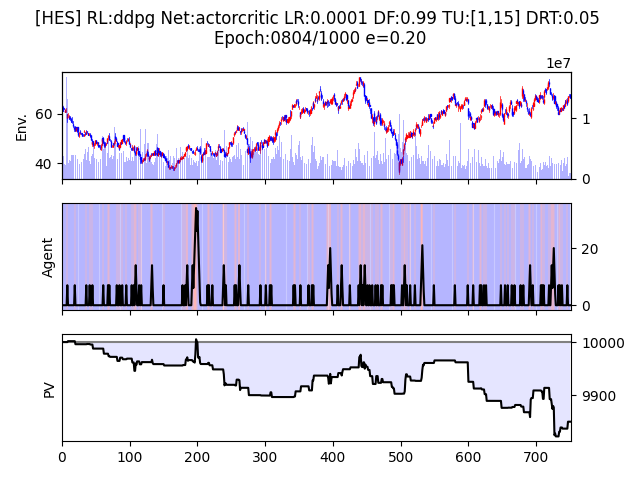 [HES] RL:ddpg Net:actorcritic LR:0.0001 DF:0.99 TU:[1,15] DRT:0.05
Epoch:0804/1000 e=0.20
1e7
Env.
60
40
1
0
Agent
20
0
PV
10000
9900
0 100 200 300 400 500 600 700